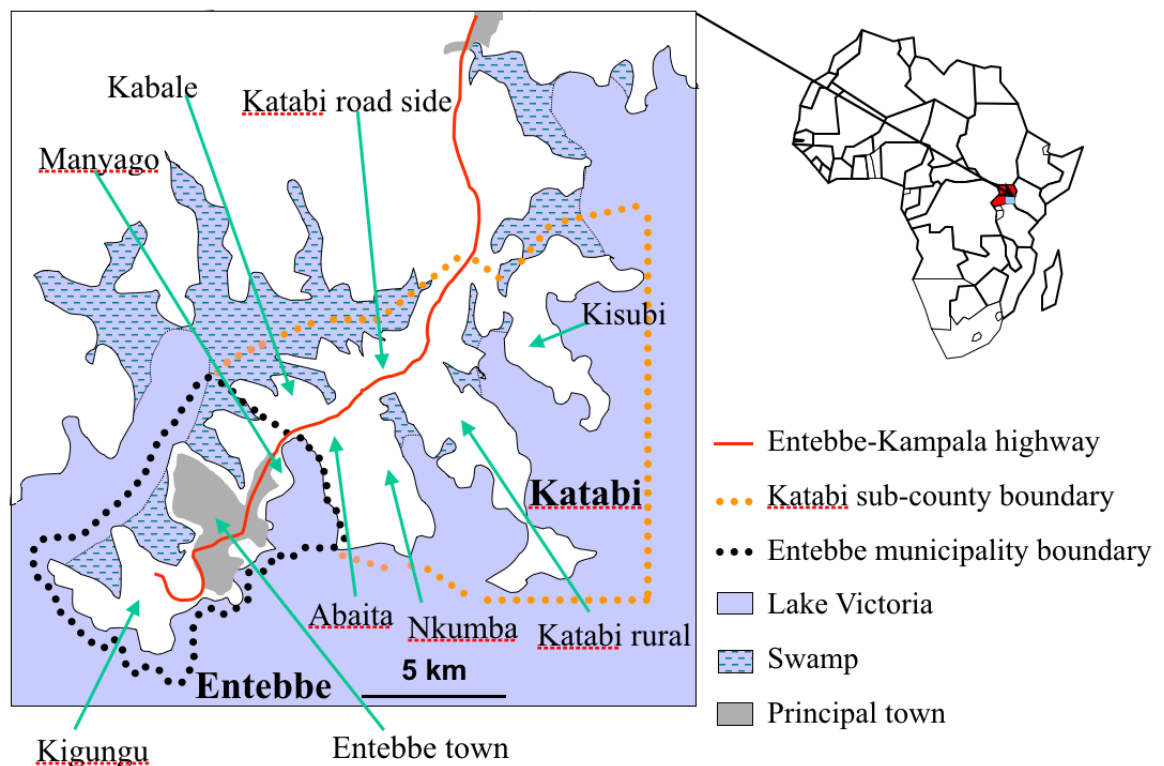 Kabale
Katabi road side
Manyago
Kisubi
Katabi
Abaita
Nkumba
Katabi rural
5 km
Entebbe
Kigungu
Entebbe town
Entebbe-Kampala highway
Katabi sub-county boundary
Entebbe municipality boundary
Lake Victoria
Swamp
Principal town